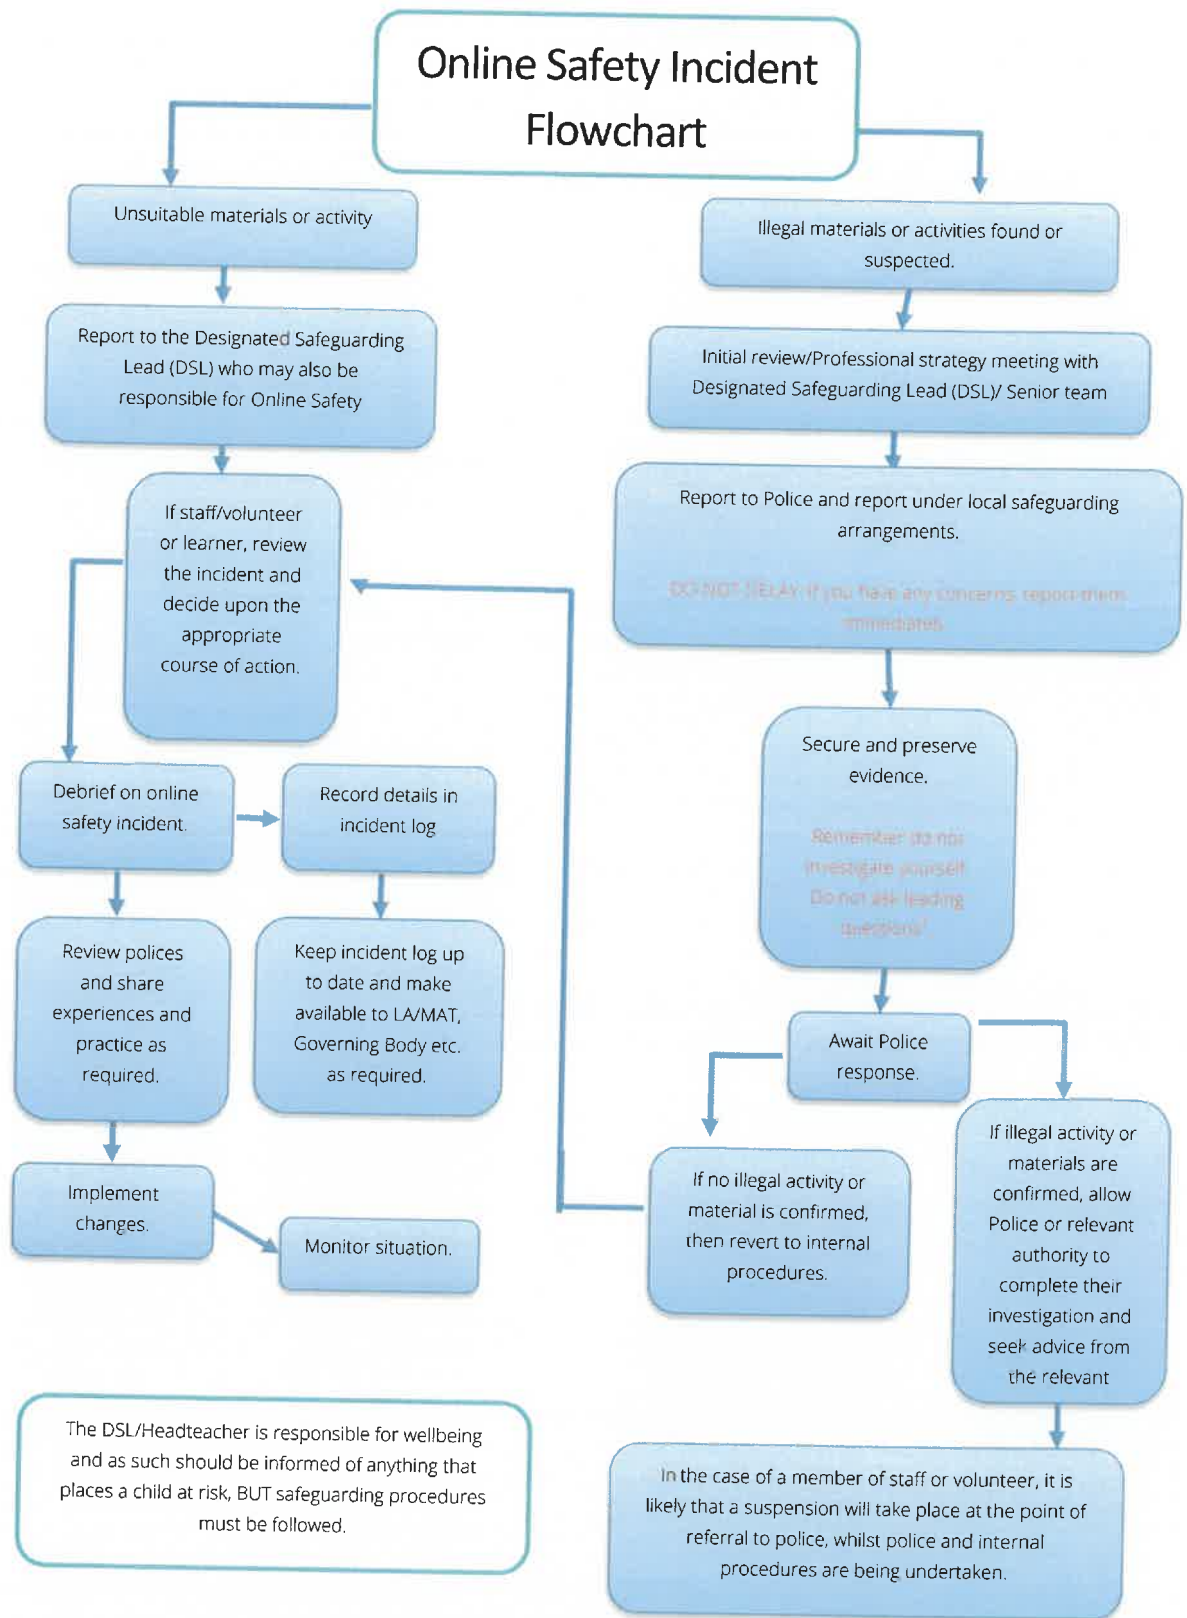 Online Safety Incident
Flowchart
Unsuitable materials or activity
Report to the Designated Safeguarding
Lead (DSL) who may also be
responsible for Online Safety
If staff/volunteer
or learner, review
the incident and
decide upon the
appropriate
course of action.
Debrief on online
safety incident.
Record details in
incident log
Review polices
and share
experiences and
practice as
required.
Keep incident log up
to date and make
available to LA/MAT,
Governing Body etc.
as required.
Implement
changes.
Monitor situation.
Illegal materials or activities found or
suspected.
Initial review/Professional strategy meeting with
Designated Safeguarding Lead (DSL)/ Senior team
Report to Police and report under local safeguarding
arrangements.
DO NOT DELAY. If you have any concerns, report them
immediately
Secure and preserve
evidence.
Remember do not
investigate yourself.
Do not ask leading
questions!
Await Police
response.
If no illegal activity or
material is confirmed,
then revert to internal
procedures.
If illegal activity or
materials are
confirmed, allow
Police or relevant
authority to
complete their
investigation and
seek advice from
the relevant
In the case of a member of staff or volunteer, it is
likely that a suspension will take place at the point of
referral to police, whilst police and internal
procedures are being undertaken.
The DSL/Headteacher is responsible for wellbeing
and as such should be informed of anything that
places a child at risk, BUT safeguarding procedures
must be followed.